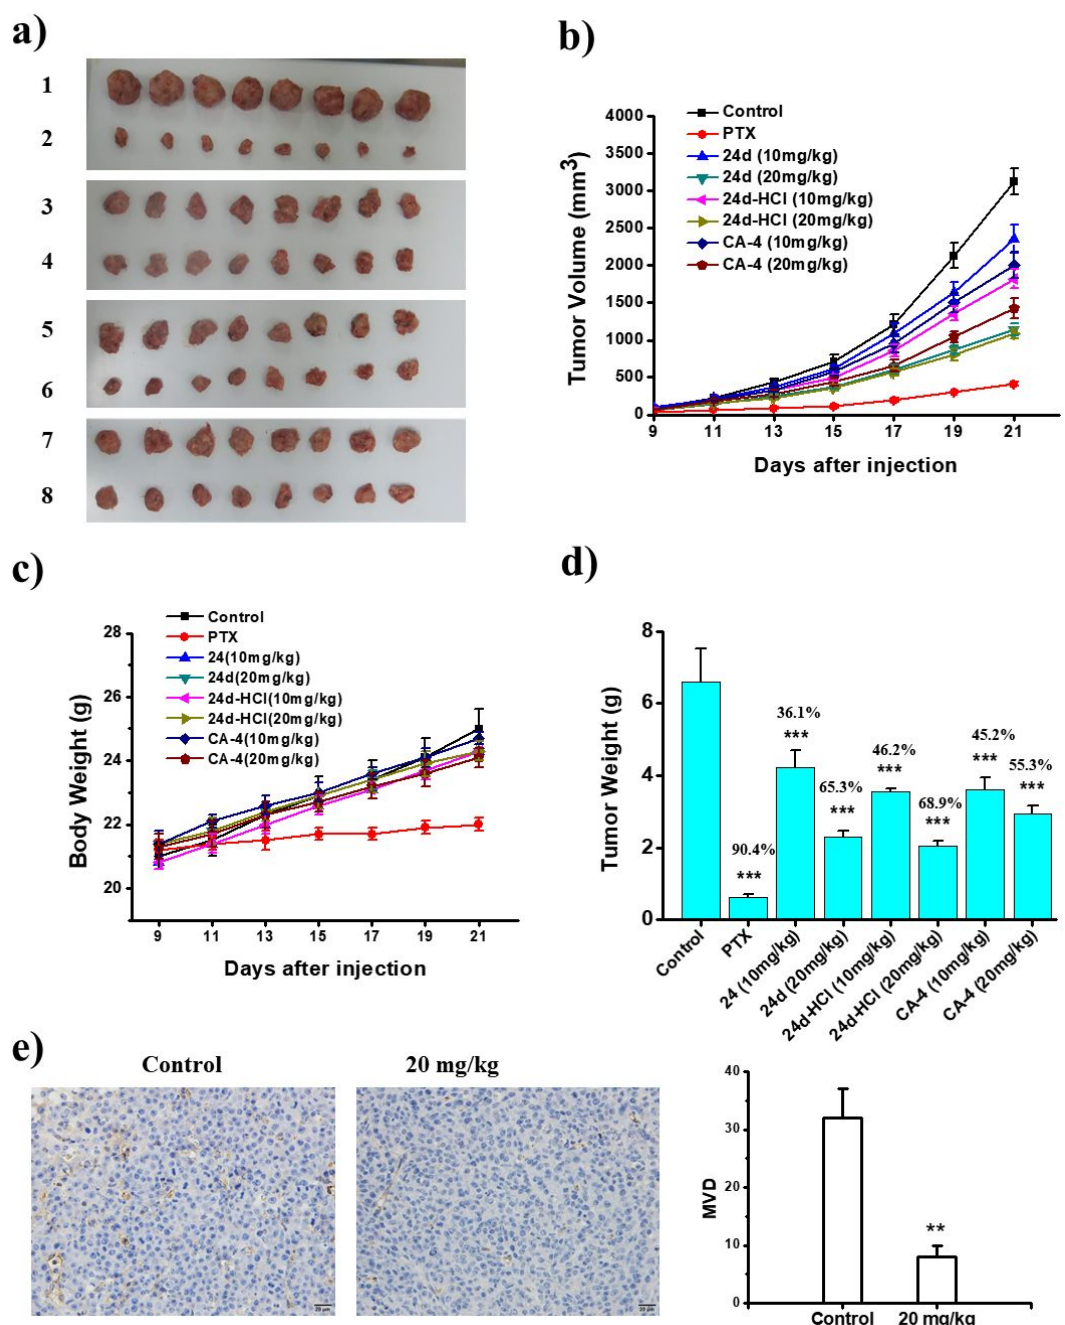 a)
1
2
3
4
5
6
7
8
b)
Control
PTX
24d (10mg/kg)
24d (20mg/kg)
24d-HCl (10mg/kg)
24d-HCl (20mg/kg)
CA-4 (10mg/kg)
CA-4 (20mg/kg)
Tumor Volume (mm3)
4000
3500
3000
2500
2000
1500
1000
500
0
9 11 13 15 17 19 21
Days after injection
c)
Control
PTX
24(10mg/kg)
24d(20mg/kg)
24d-HCl(10mg/kg)
24d-HCl(20mg/kg)
CA-4(10mg/kg)
CA-4(20mg/kg)
Body Weight (g)
28
26
24
22
20
9 11 13 15 17 19 21
Days after injection
d)
Tumor Weight (g)
8
6
4
2
0
90.4%
***
36.1%
***
65.3%
***
46.2%
***
68.9%
***
45.2%
***
55.3%
***
Control
PTX
24 (10mg/kg)
24d (20mg/kg)
24d-HCl (10mg/kg)
24d-HCl (20mg/kg)
CA-4 (10mg/kg)
CA-4 (20mg/kg)
e)
Control
20 mg/kg
20 μm
20 μm
MVD
40
30
20
10
0
**
Control 20 mg/kg